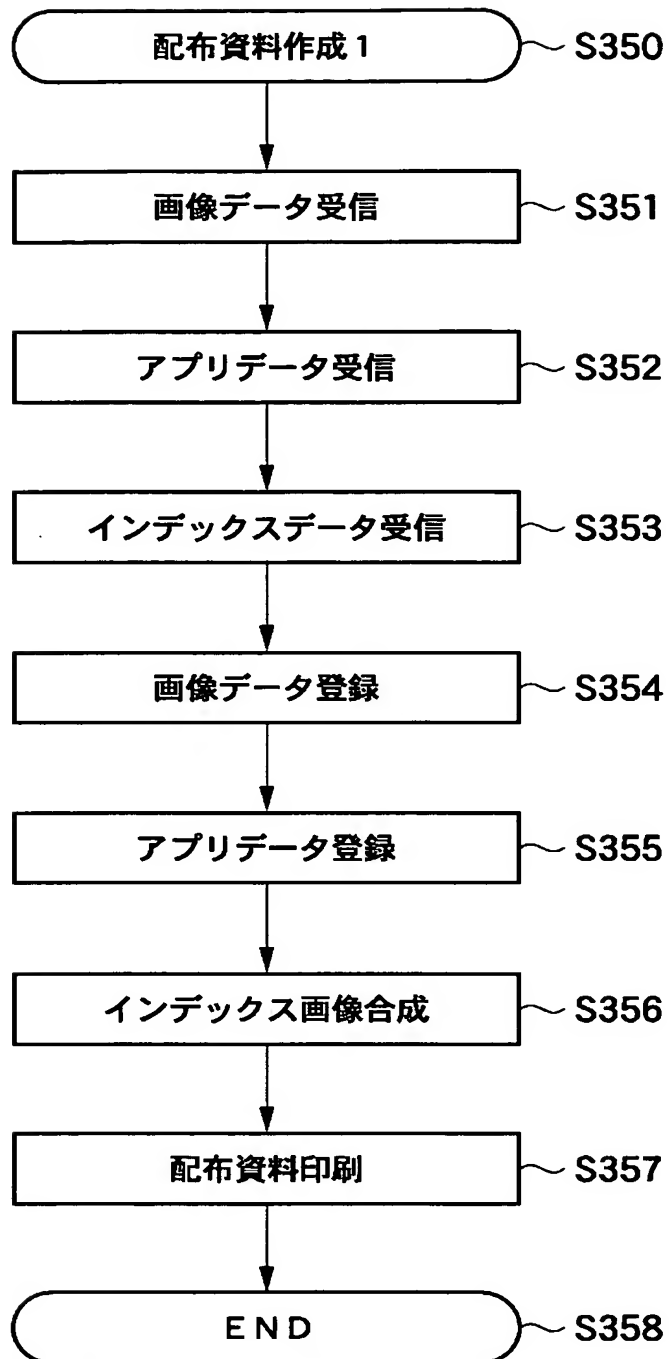 配布資料作成1 S350
画像データ受信 S351
アプリデータ受信 S352
インデックスデータ受信 S353
画像データ登録 S354
アプリデータ登録 S355
インデックス画像合成 S356
配布資料印刷 S357
END S358